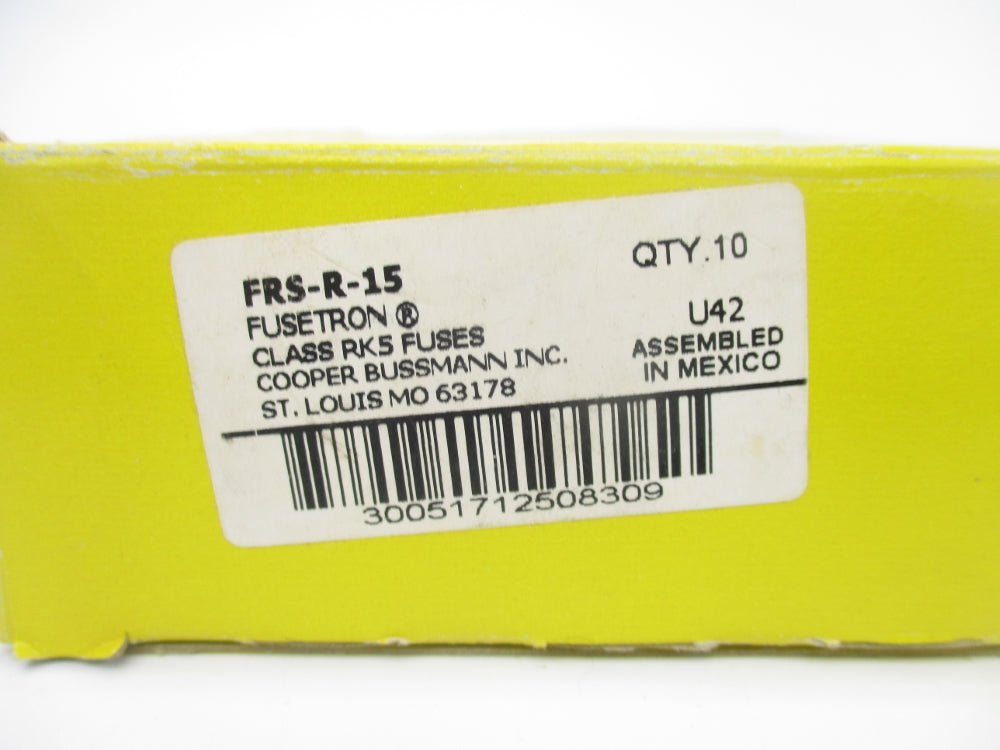 FRS-R-15
FUSETRON ®
CLASS RK5 FUSES
COOPER BUSSMANN INC.
ST. LOUIS MO 63178
QTY.10
U42
ASSEMBLED
IN MEXICO
30051712508309